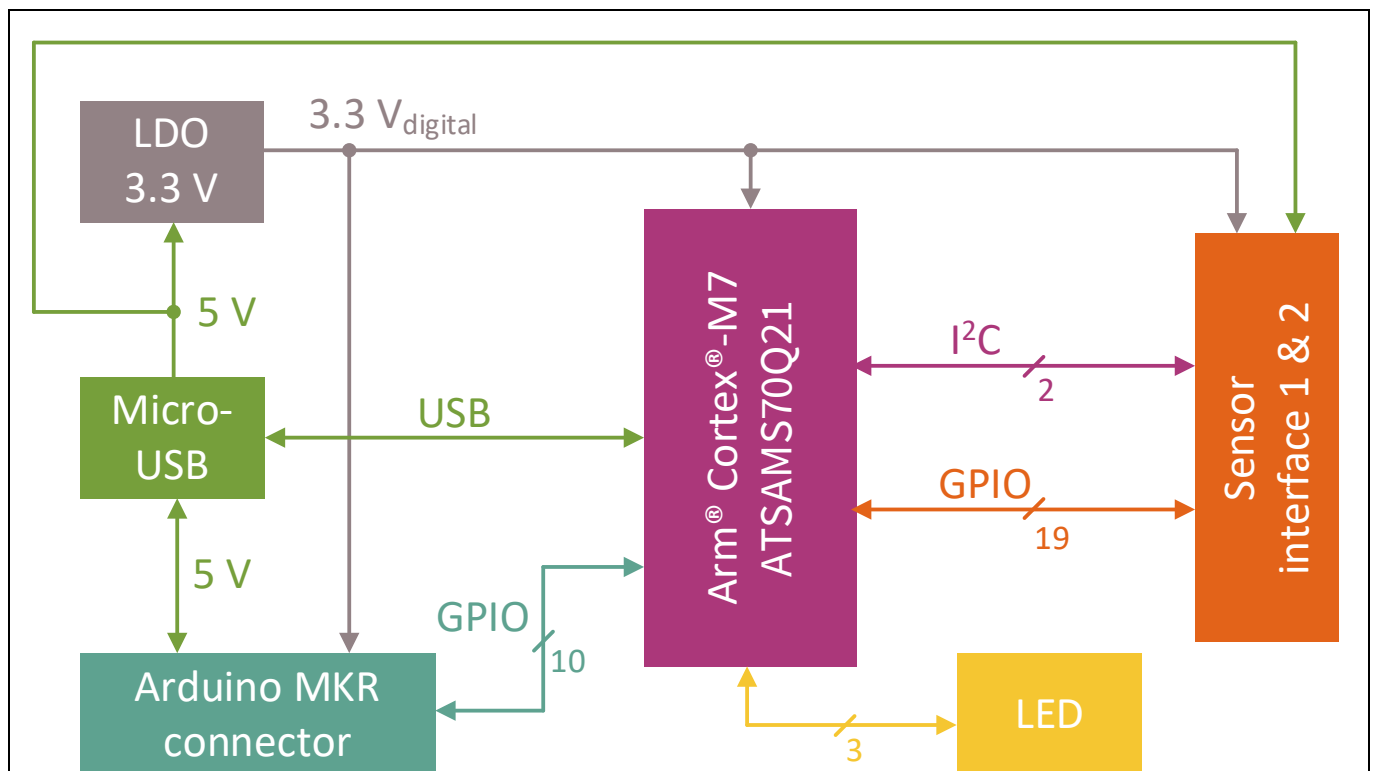 LDO
3.3 V
3.3 Vdigital
5 V
Micro-
USB
USB
5 V
Arduino MKR
connector
GPIO
10
Arm® Cortex®-M7
ATSAMS70Q21
I²C
2
GPIO
19
Sensor
interface 1 & 2
3
LED